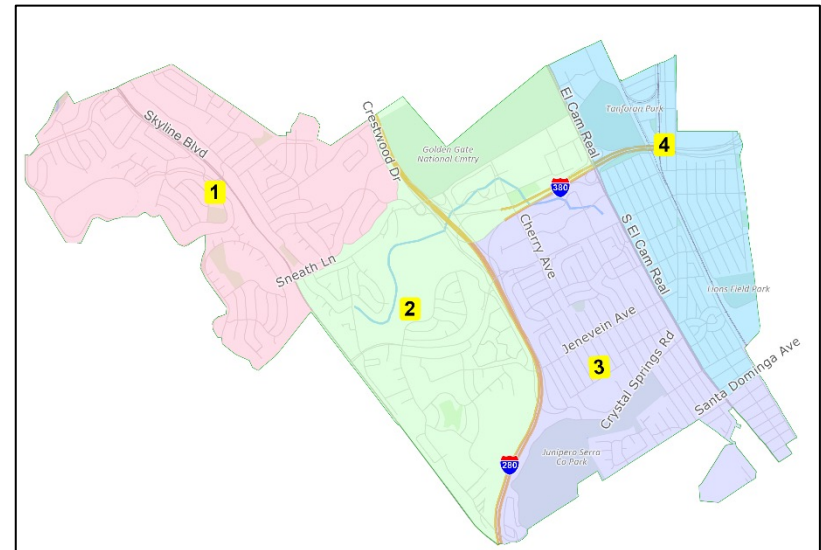 Skyline Blvd
1
Sneath Ln
Crestwood Dr
Golden Gate
National Cmtry
2
280
El Cam Real
Tanforan Park
4
380
Cherry Ave
S El Cam Real
Lions Field Park
Jenevein Ave
3
Crystal Springs Rd
Santa Dominga Ave
Junipero Serra
Co Park